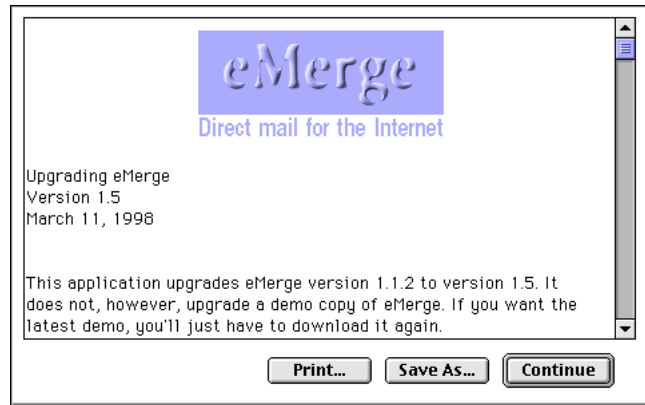 eMerge
Direct mail for the Internet
Upgrading eMerge
Version 1.5
March 11, 1998
This application upgrades eMerge version 1.1.2 to version 1.5. It
does not, however, upgrade a demo copy of eMerge. If you want the
latest demo, you'll just have to download it again.
Print... Save As... Continue